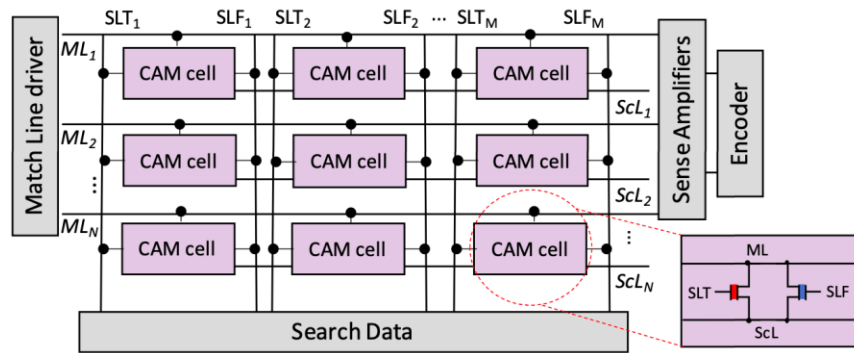 SLT1 SLF1 SLT2 SLF2 ... SLTM SLFM
Match Line driver
ML1
CAM cell CAM cell CAM cell
ScL1
ML2
CAM cell CAM cell CAM cell
ScL2
...
MLN
CAM cell CAM cell CAM cell
...
ScLN
Sense Amplifiers
Encoder
Search Data
ML
SLT SLF
ScL